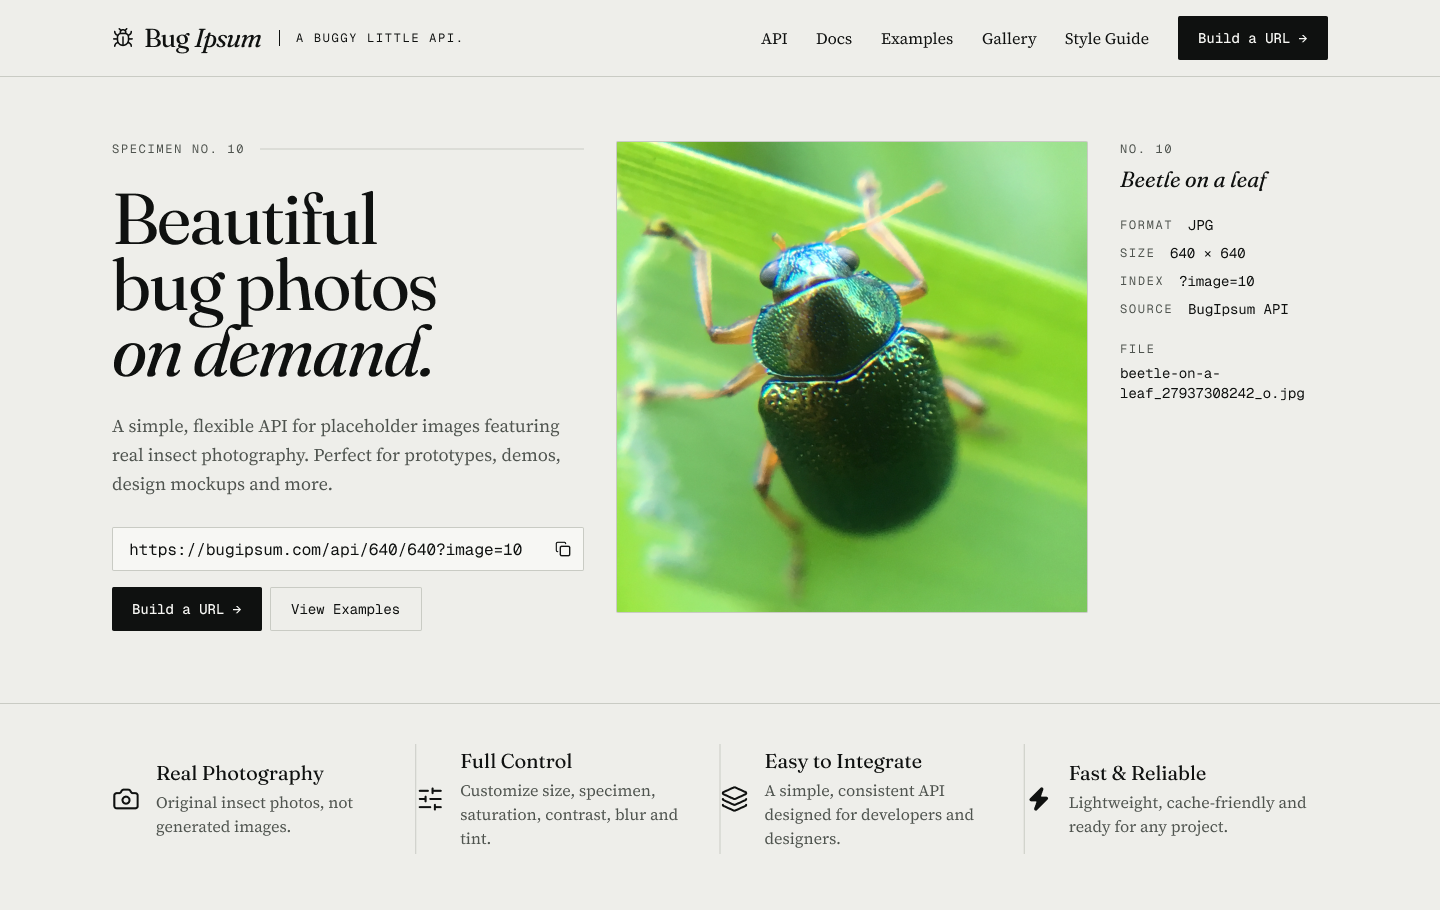 Bug Ipsum
A BUGGY LITTLE API.
API
Docs
Examples
Gallery
Style Guide
Build a URL →
SPECIMEN NO. 10
Beautiful
bug photos
on demand.
A simple, flexible API for placeholder images featuring
real insect photography. Perfect for prototypes, demos,
design mockups and more.
https://bugipsum.com/api/640/640?image=10
Build a URL →
View Examples
NO. 10
Beetle on a leaf
FORMAT JPG
SIZE 640 × 640
INDEX ?image=10
SOURCE BugIpsum API
FILE
beetle-on-a-
leaf_27937308242_o.jpg
Real Photography
Original insect photos, not
generated images.
Full Control
Customize size, specimen,
saturation, contrast, blur and
tint.
Easy to Integrate
A simple, consistent API
designed for developers and
designers.
Fast & Reliable
Lightweight, cache-friendly and
ready for any project.